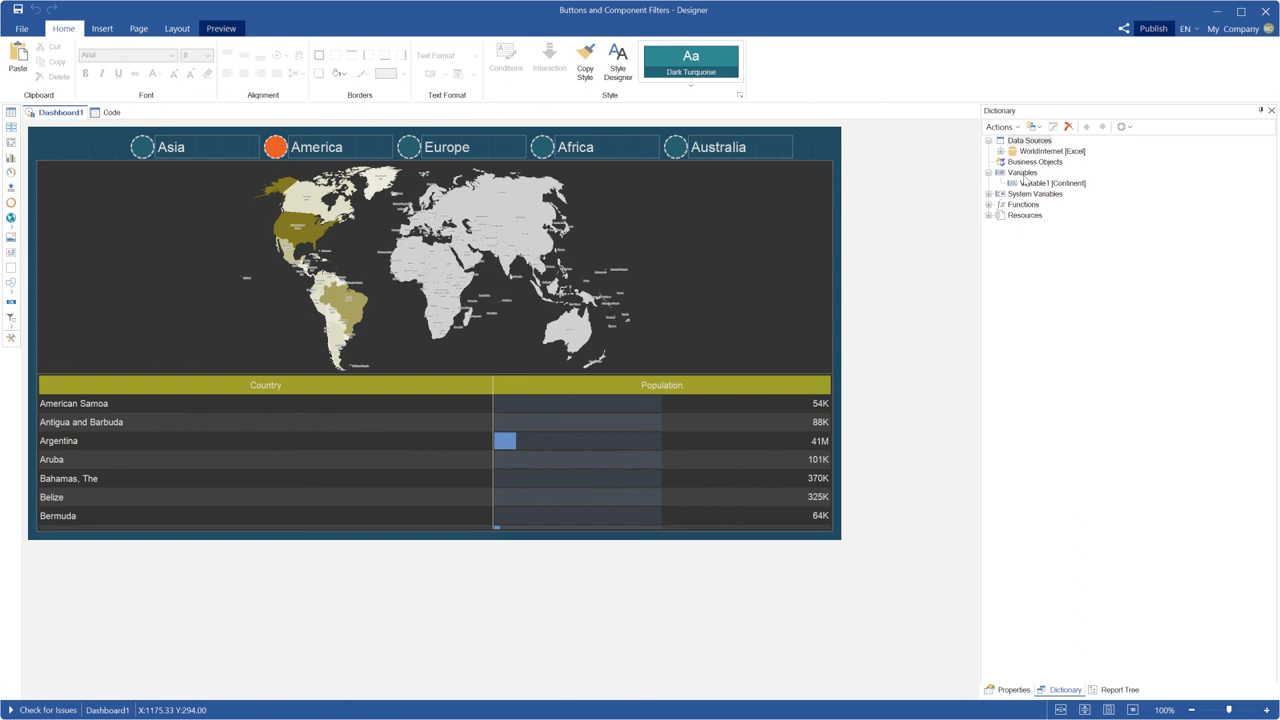 Buttons and Component Filters - Designer
File Home Insert Page Layout Preview
Publish EN My Company MC
Paste Cut Copy Delete
Clipboard
Arial 8
B I U
Font
Alignment
Borders
Text Format
Text Format
Conditions Interaction Copy Style Style Designer
Aa
Dark Turquoise
Style
Dashboard1 Code
Asia America Europe Africa Australia
Country Population
American Samoa 54K
Antigua and Barbuda 88K
Argentina 41M
Aruba 101K
Bahamas, The 370K
Belize 325K
Bermuda 64K
Dictionary
Actions
Data Sources
WorldInternet [Excel]
Business Objects
Variables
Variable1 [Continent]
System Variables
Functions
Resources
Properties Dictionary Report Tree
Check for Issues Dashboard1 X:1175.33 Y:294.00 100%